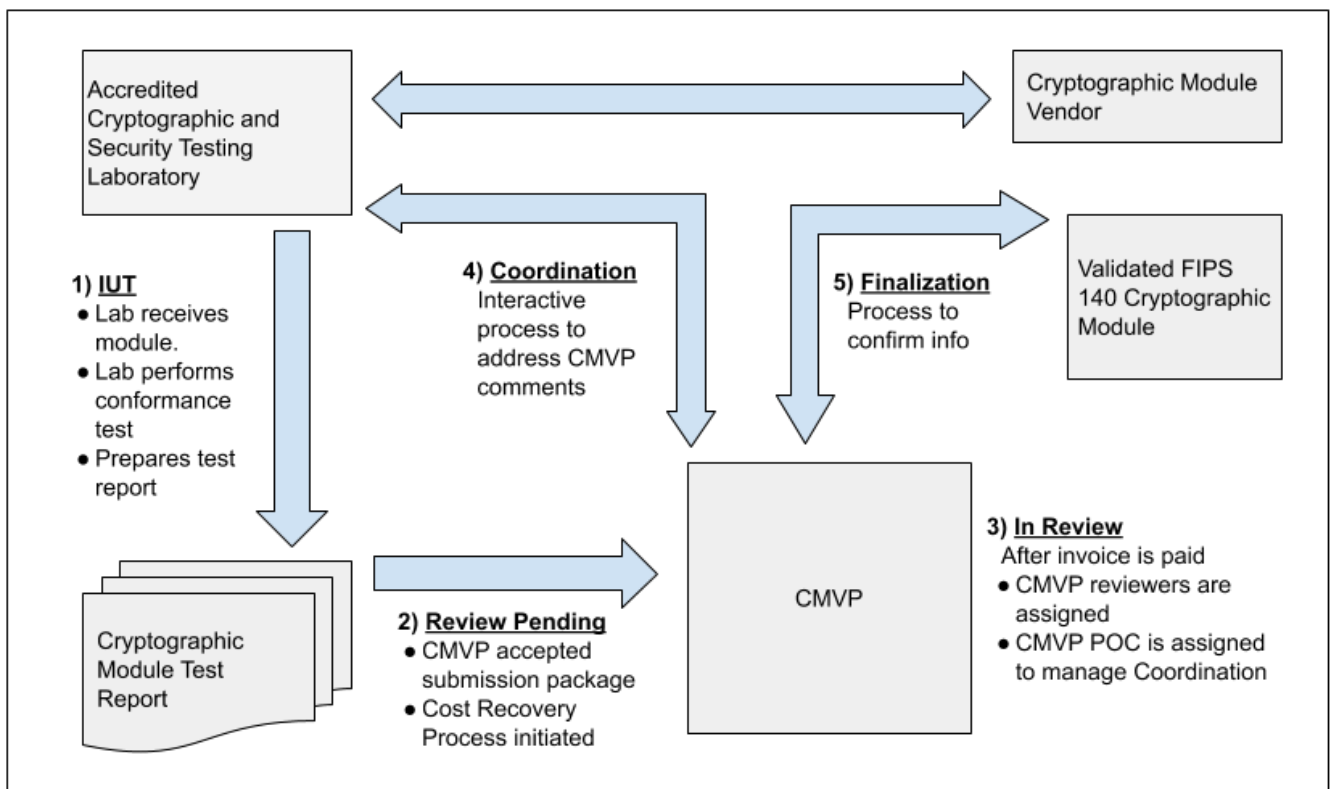 Accredited
Cryptographic and
Security Testing
Laboratory
Cryptographic Module
Vendor
1) IUT
● Lab receives
module.
● Lab performs
conformance
test
● Prepares test
report
4) Coordination
Interactive
process to
address CMVP
comments
5) Finalization
Process to
confirm info
Validated FIPS
140 Cryptographic
Module
Cryptographic
Module Test
Report
2) Review Pending
● CMVP accepted
submission package
● Cost Recovery
Process initiated
CMVP
3) In Review
After invoice is paid
● CMVP reviewers are
assigned
● CMVP POC is assigned
to manage Coordination